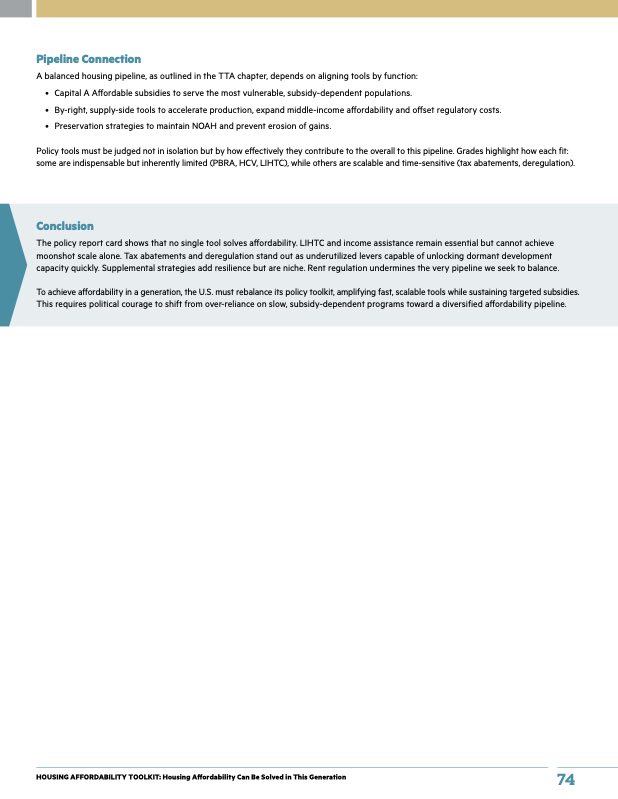 Pipeline Connection
A balanced housing pipeline, as outlined in the TTA chapter, depends on aligning tools by function:
• Capital A Affordable subsidies to serve the most vulnerable, subsidy-dependent populations.
• By-right, supply-side tools to accelerate production, expand middle-income affordability and offset regulatory costs.
• Preservation strategies to maintain NOAH and prevent erosion of gains.
Policy tools must be judged not in isolation but by how effectively they contribute to the overall to this pipeline. Grades highlight how each fit:
some are indispensable but inherently limited (PBRA, HCV, LIHTC), while others are scalable and time-sensitive (tax abatements, deregulation).
Conclusion
The policy report card shows that no single tool solves affordability. LIHTC and income assistance remain essential but cannot achieve
moonshot scale alone. Tax abatements and deregulation stand out as underutilized levers capable of unlocking dormant development
capacity quickly. Supplemental strategies add resilience but are niche. Rent regulation undermines the very pipeline we seek to balance.
To achieve affordability in a generation, the U.S. must rebalance its policy toolkit, amplifying fast, scalable tools while sustaining targeted subsidies.
This requires political courage to shift from over-reliance on slow, subsidy-dependent programs toward a diversified affordability pipeline.
HOUSING AFFORDABILITY TOOLKIT: Housing Affordability Can Be Solved in This Generation
74